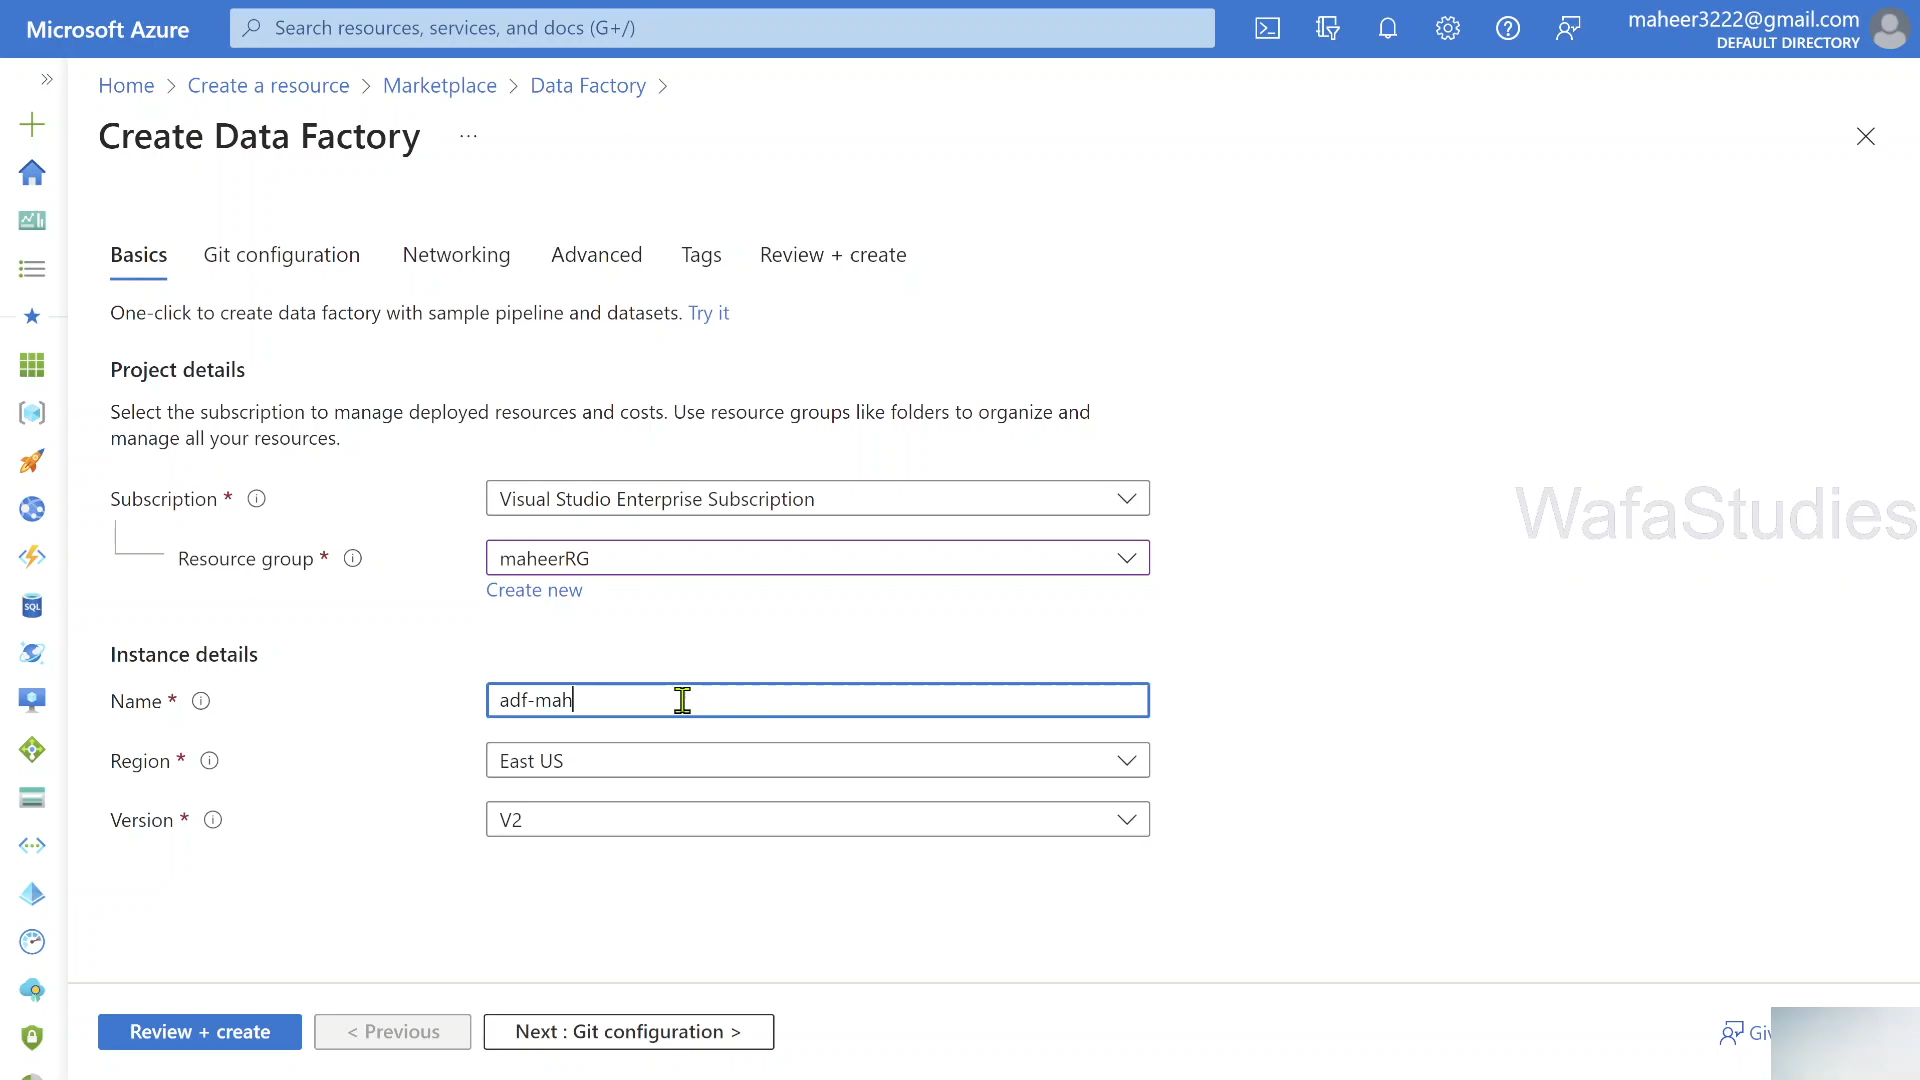 Microsoft Azure
Search resources, services, and docs (G+/)
maheer3222@gmail.com
DEFAULT DIRECTORY
Home > Create a resource > Marketplace > Data Factory >
Create Data Factory ...
Basics Git configuration Networking Advanced Tags Review + create
One-click to create data factory with sample pipeline and datasets. Try it
Project details
Select the subscription to manage deployed resources and costs. Use resource groups like folders to organize and
manage all your resources.
Subscription * Visual Studio Enterprise Subscription
WafaStudies
Resource group * maheerRG
Create new
SQL
Instance details
Name * adf-mah
Region * East US
Version * V2
Review + create < Previous Next : Git configuration >